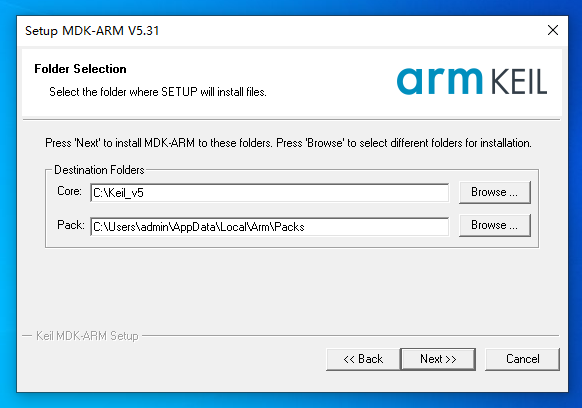 Setup MDK-ARM V5.31
Folder Selection
Select the folder where SETUP will install files.
arm KEIL
Press 'Next' to install MDK-ARM to these folders. Press 'Browse' to select different folders for installation.
Destination Folders
Core: C:\Keil_v5 Browse ...
Pack: C:\Users\admin\AppData\Local\Arm\Packs Browse ...
Keil MDK-ARM Setup
<< Back Next >> Cancel